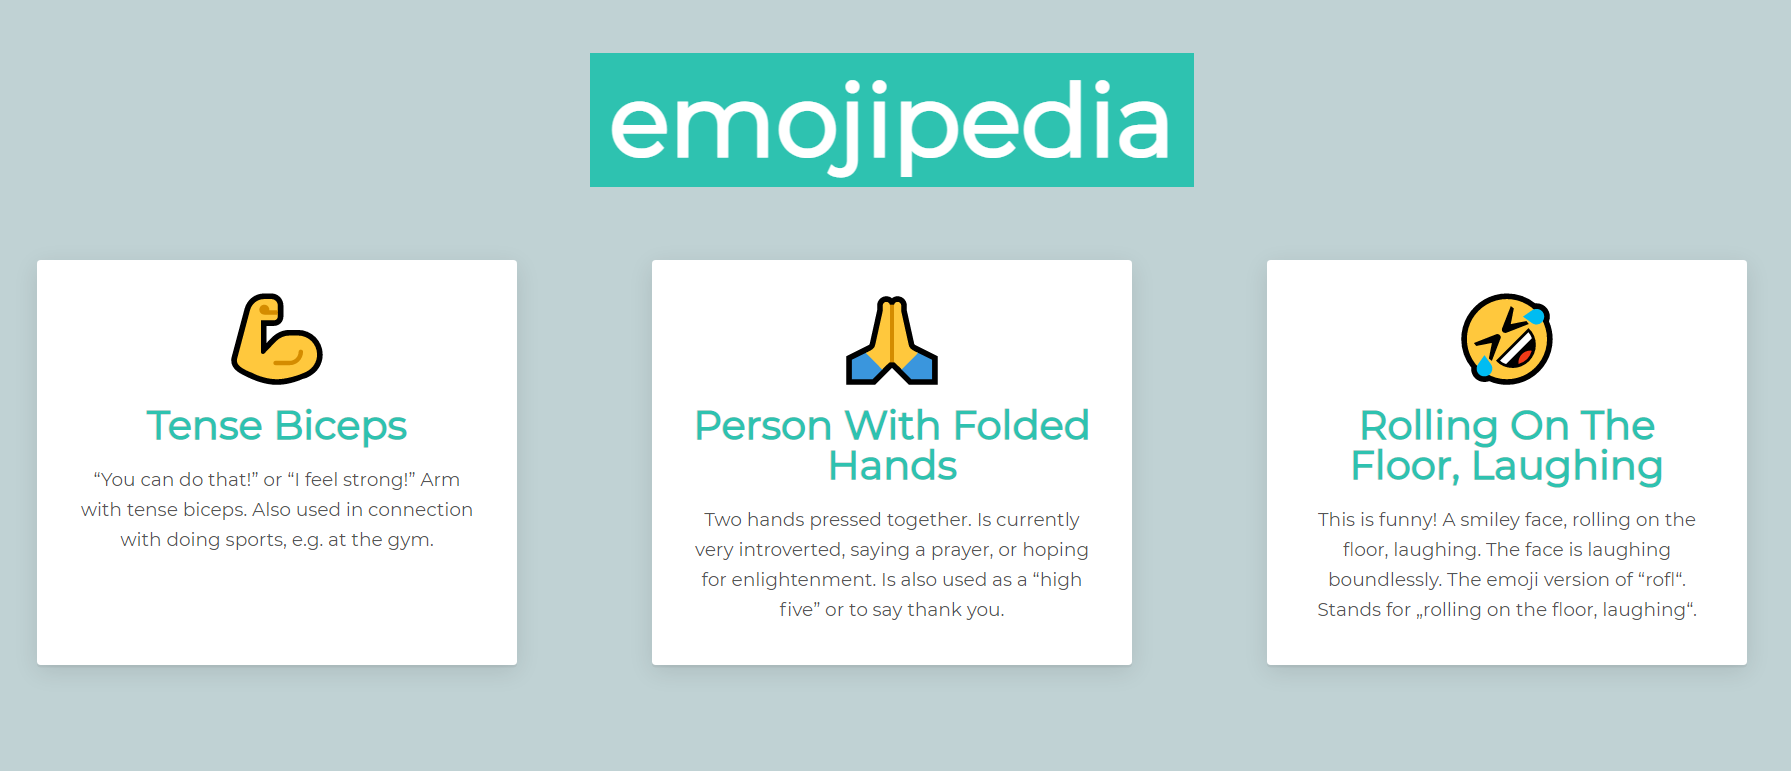 emojipedia
Tense Biceps
“You can do that!” or “I feel strong!” Arm
with tense biceps. Also used in connection
with doing sports, e.g. at the gym.
Person With Folded
Hands
Two hands pressed together. Is currently
very introverted, saying a prayer, or hoping
for enlightenment. Is also used as a “high
five” or to say thank you.
Rolling On The
Floor, Laughing
This is funny! A smiley face, rolling on the
floor, laughing. The face is laughing
boundlessly. The emoji version of “rofl“.
Stands for „rolling on the floor, laughing“.